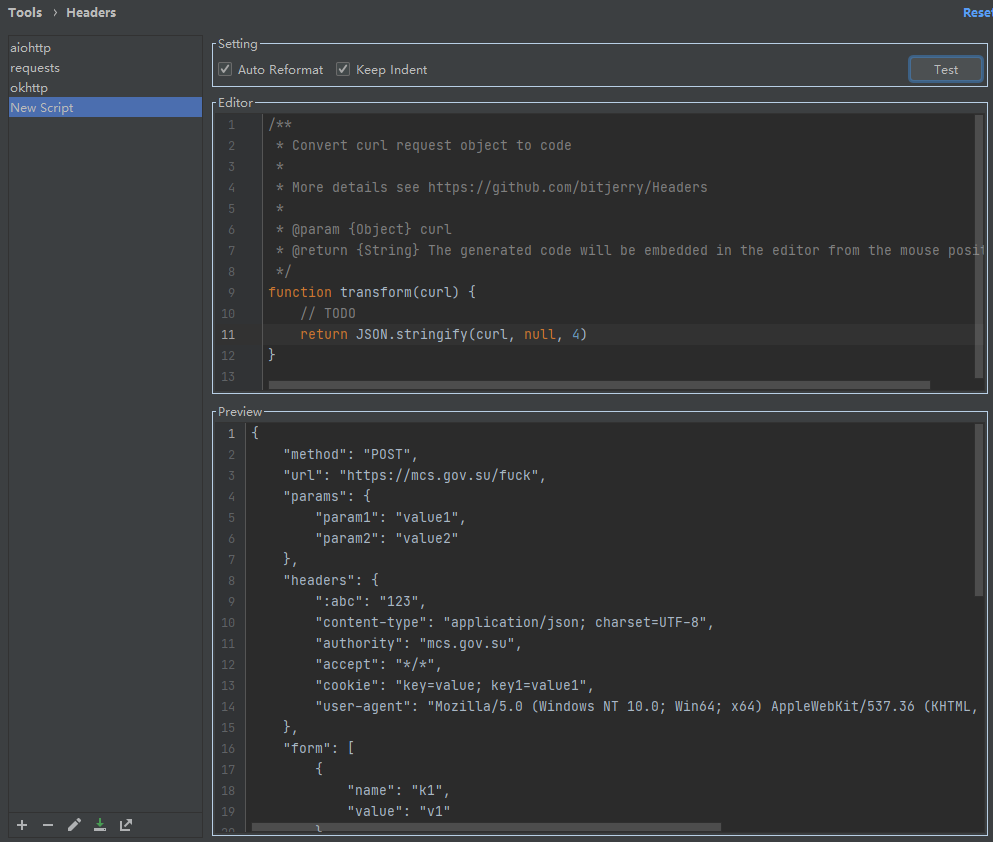 Tools › Headers
Reset
aiohttp
requests
okhttp
New Script
Setting
Auto Reformat Keep Indent
Test
Editor
1 /**
2 * Convert curl request object to code
3 *
4 * More details see https://github.com/bitjerry/Headers
5 *
6 * @param {Object} curl
7 * @return {String} The generated code will be embedded in the editor from the mouse posit
8 */
9 function transform(curl) {
10 // TODO
11 return JSON.stringify(curl, null, 4)
12 }
13
Preview
1 {
2 "method": "POST",
3 "url": "https://mcs.gov.su/fuck",
4 "params": {
5 "param1": "value1",
6 "param2": "value2"
7 },
8 "headers": {
9 ":abc": "123",
10 "content-type": "application/json; charset=UTF-8",
11 "authority": "mcs.gov.su",
12 "accept": "*/*",
13 "cookie": "key=value; key1=value1",
14 "user-agent": "Mozilla/5.0 (Windows NT 10.0; Win64; x64) AppleWebKit/537.36 (KHTML,
15 },
16 "form": [
17 {
18 "name": "k1",
19 "value": "v1"
20 }